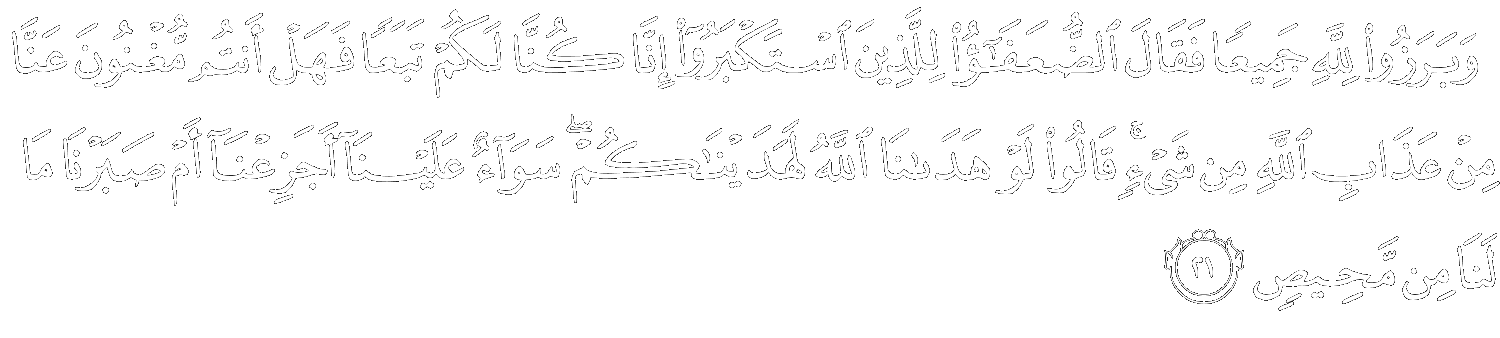 وَبَرَزُوا۟ لِلَّهِ جَمِيعًا فَقَالَ ٱلضُّعَفَـٰٓؤُا۟ لِلَّذِينَ ٱسْتَكْبَرُوٓا۟ إِنَّا كُنَّا لَكُمْ تَبَعًا فَهَلْ أَنتُم مُّغْنُونَ عَنَّا
مِنْ عَذَابِ ٱللَّهِ مِن شَىْءٍ ۚ قَالُوا۟ لَوْ هَدَىٰنَا ٱللَّهُ لَهَدَيْنَـٰكُمْ ۖ سَوَآءٌ عَلَيْنَآ أَجَزِعْنَآ أَمْ صَبَرْنَا مَا
لَنَا مِن مَّحِيصٍ ٢١